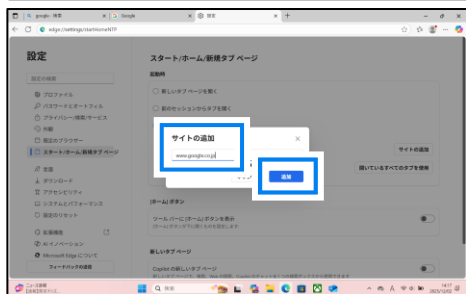 google - 検索
Google
設定
edge://settings/startHomeNTP
設定
スタート/ホーム/新規タブ ページ
設定の検索
起動時
プロファイル
新しいタブ ページを開く
パスワードとオートフィル
プライバシー/検索/サービス
前のセッションからタブを開く
外観
既定のブラウザー
サイトの追加
スタート/ホーム/新規タブ ページ
www.google.co.jp
サイトの追加
言語
追加
開いているすべてのタブを使用
ダウンロード
アクセシビリティ
システムとパフォーマンス
[ホーム] ボタン
設定のリセット
ツール バーに [ホーム] ボタンを表示
拡張機能
AI イノベーション
Microsoft Edge について
新しいタブ ページ
フィードバックの送信
Copilot の新しいタブ ページ
検索
14:17